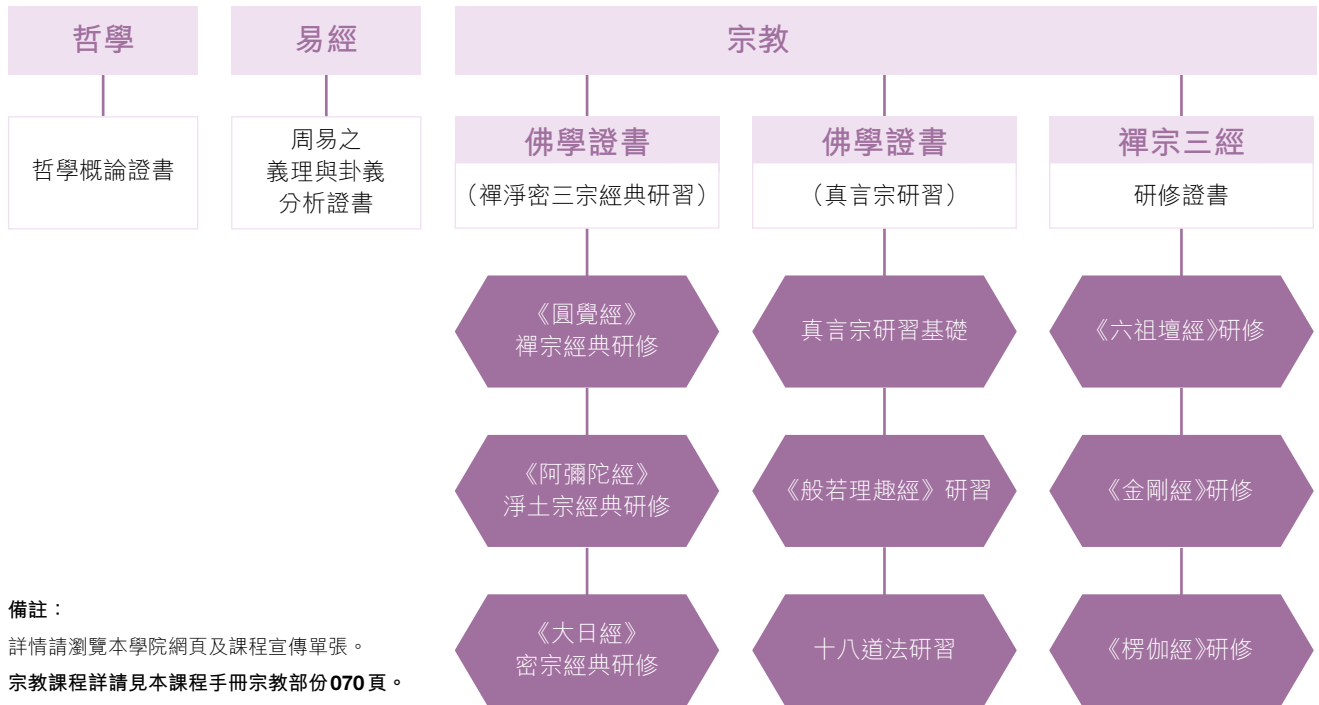 哲學
易經
宗教
哲學概論證書
周易之
義理與卦義
分析證書
佛學證書
（禪淨密三宗經典研習）
佛學證書
（真言宗研習）
禪宗三經
研修證書
《圓覺經》
禪宗經典研修
真言宗研習基礎
《六祖壇經》研修
《阿彌陀經》
淨土宗經典研修
《般若理趣經》研習
《金剛經》研修
《大日經》
密宗經典研修
十八道法研習
《楞伽經》研修
備註：
詳情請瀏覽本學院網頁及課程宣傳單張。
宗教課程詳請見本課程手冊宗教部份070頁。